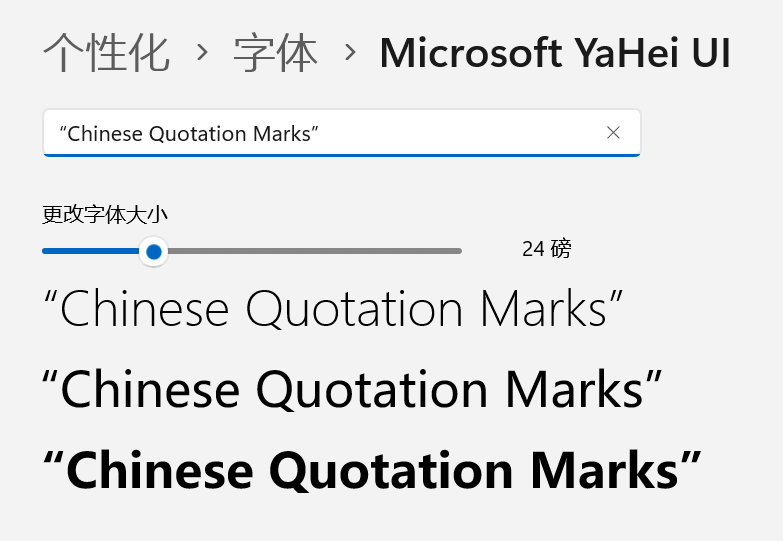 个性化 › 字体 › Microsoft YaHei UI
“Chinese Quotation Marks”
更改字体大小
24 磅
“Chinese Quotation Marks”
“Chinese Quotation Marks”
“Chinese Quotation Marks”